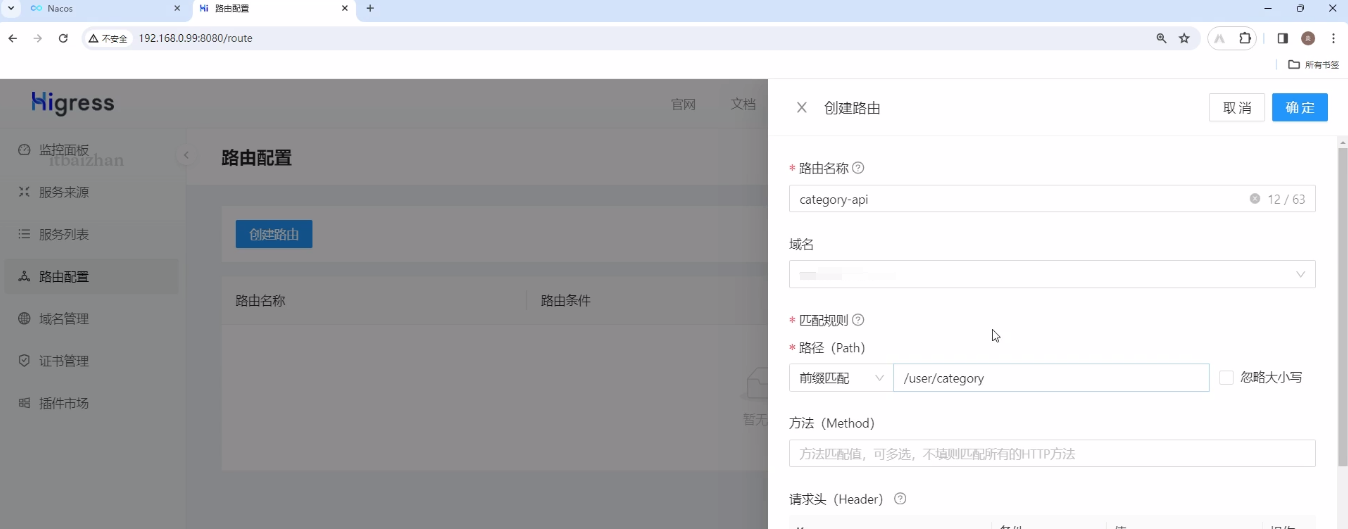 Nacos
路由配置
不安全 192.168.0.99:8080/route
所有书签
Higress
官网 文档
创建路由
取 消
确 定
监控面板
itbaizhan
服务来源
服务列表
路由配置
域名管理
证书管理
插件市场
路由配置
创建路由
路由名称
路由条件
* 路由名称
category-api
12 / 63
域名
* 匹配规则
* 路径（Path）
前缀匹配
/user/category
忽略大小写
方法（Method）
方法匹配值，可多选，不填则匹配所有的HTTP方法
请求头（Header）